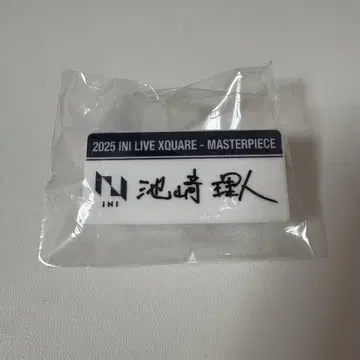 2025 INI LIVE XQUARE - MASTERPIECE
INI 池﨑理人